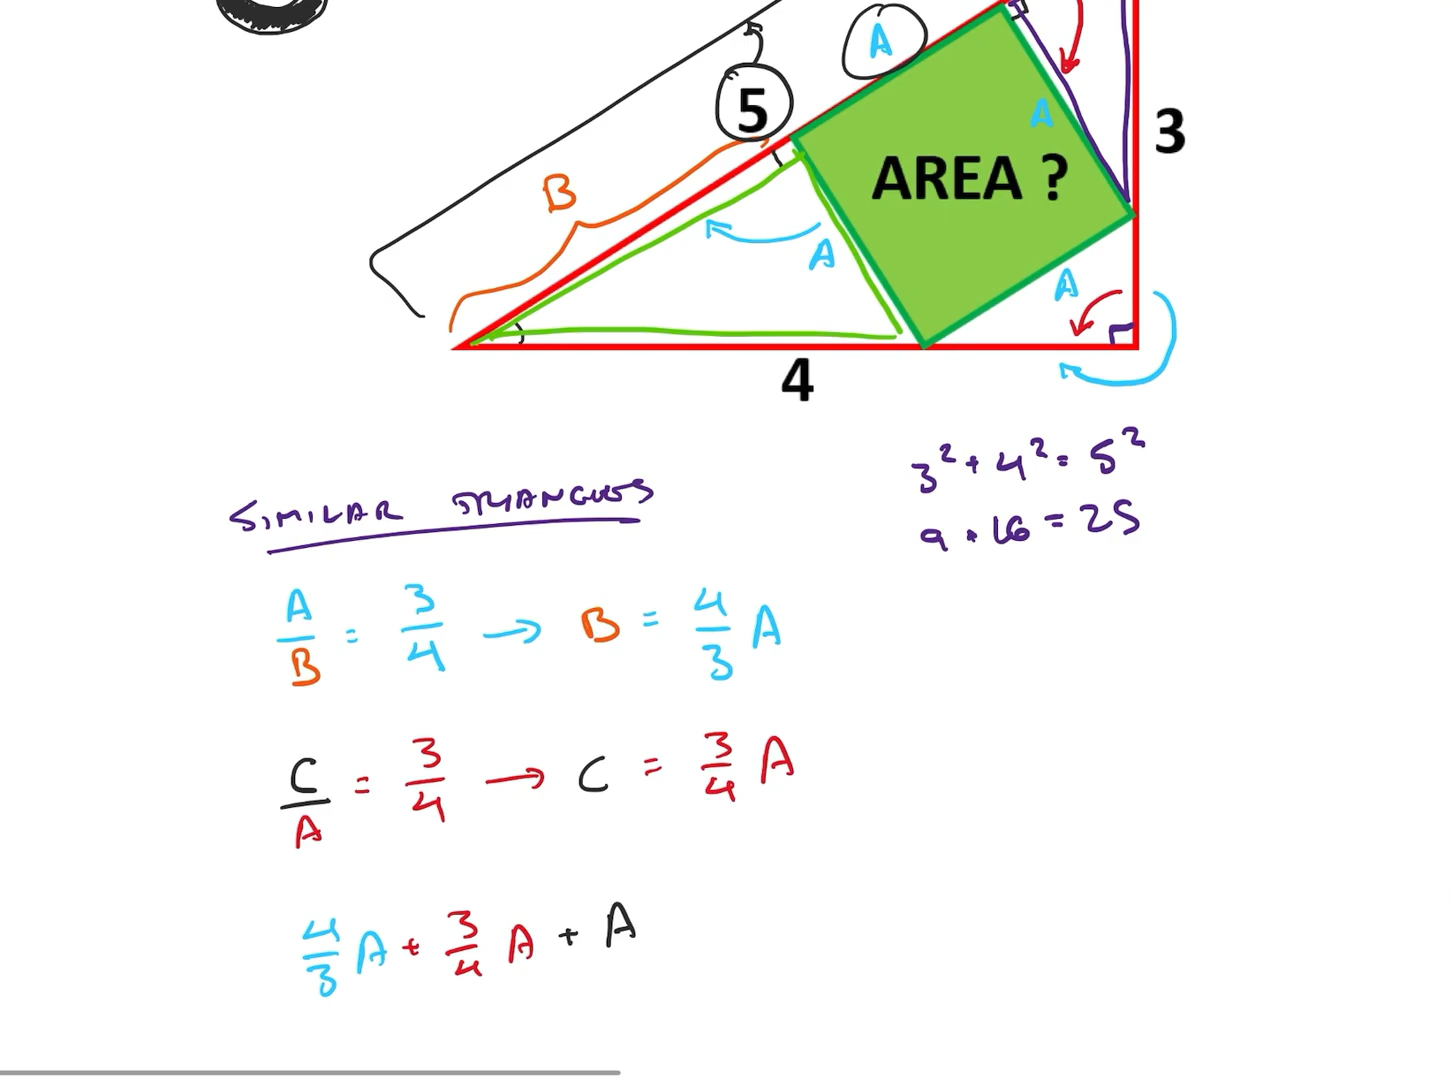 A
5
A
3
AREA ?
B
A
A
4
3² + 4² = 5²
SIMILAR TRIANGLES
9 + 16 = 25
A/B = 3/4 → B = 4/3 A
C/A = 3/4 → C = 3/4 A
4/3 A + 3/4 A + A